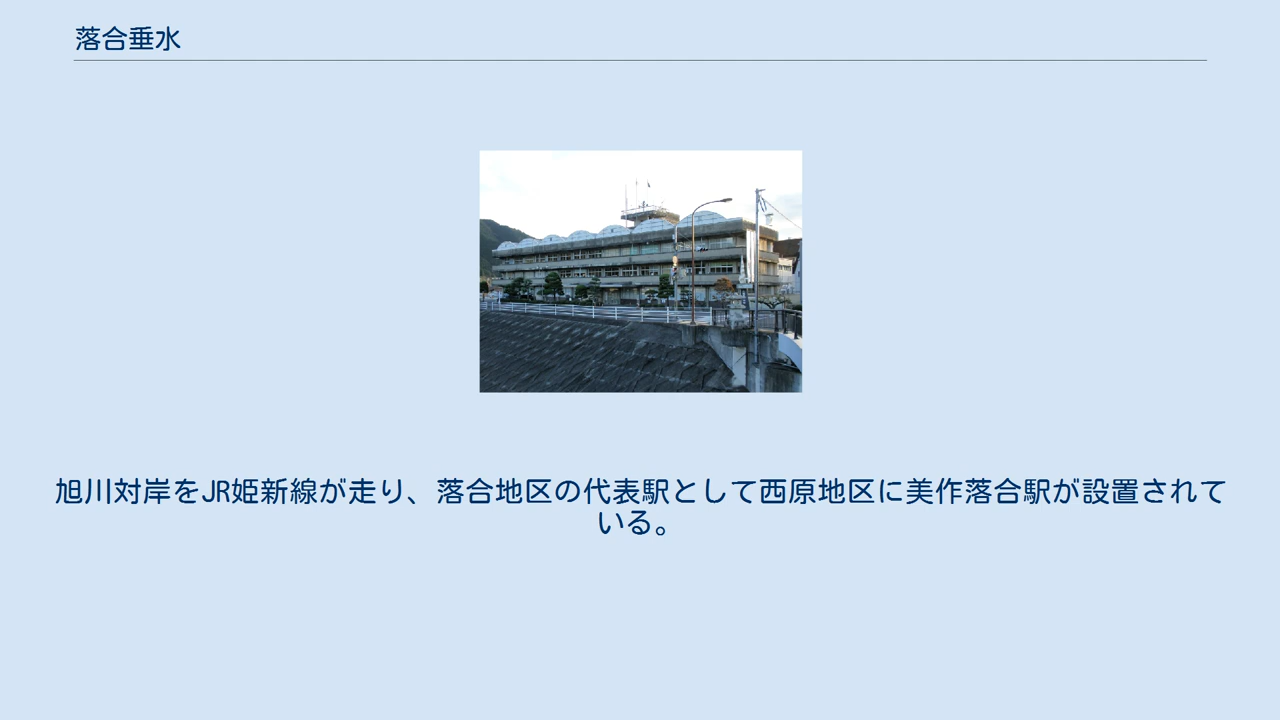 落合垂水
旭川対岸をJR姫新線が走り、落合地区の代表駅として西原地区に美作落合駅が設置されて
いる。